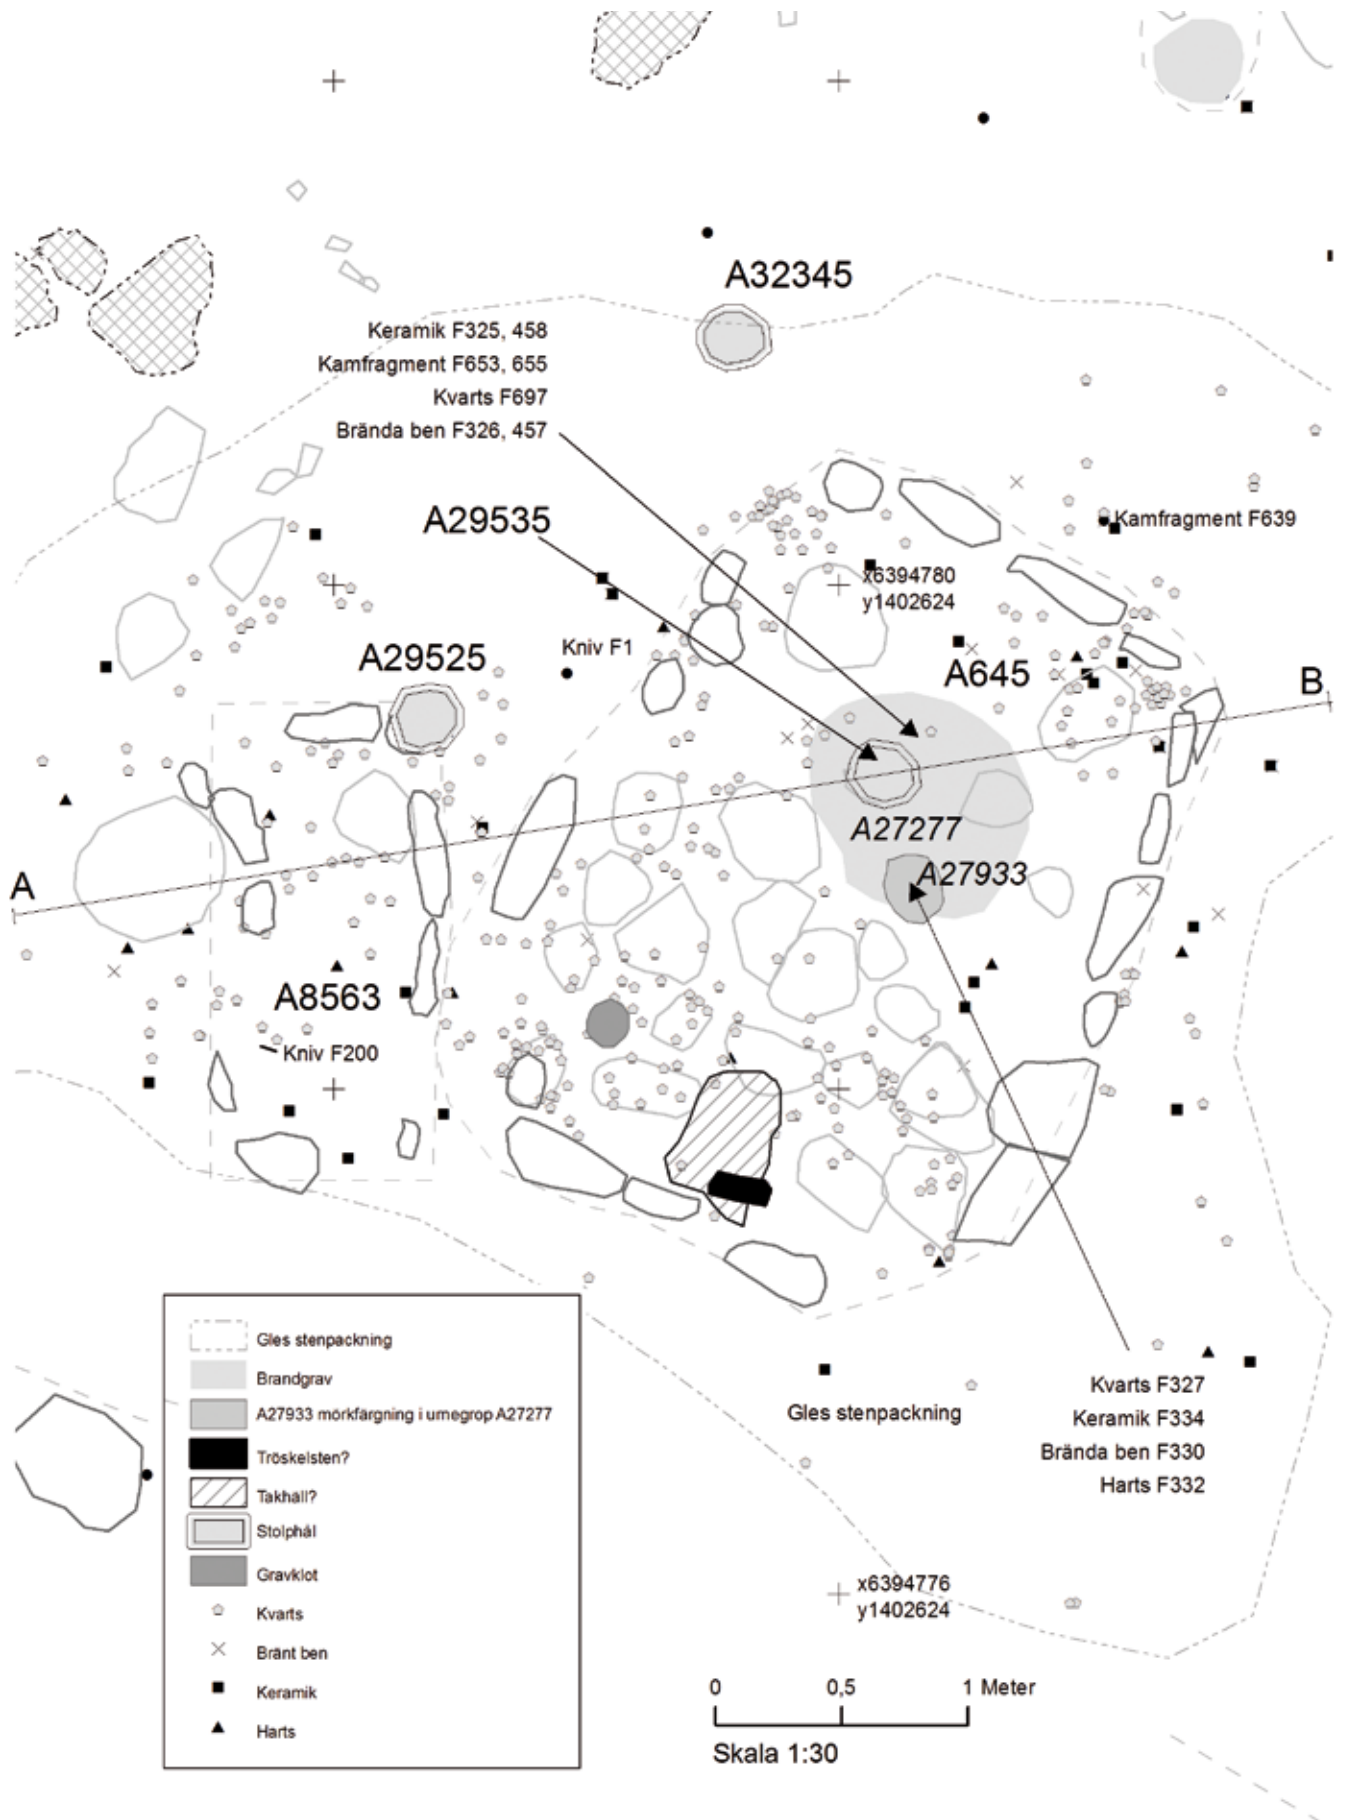 A32345
Keramik F325, 458
Kamfragment F653, 655
Kvarts F697
Brända ben F326, 457
A29535
Kamfragment F639
x6394780
y1402624
Kniv F1
A29525
A645
B
A27277
A27933
A
A8563
Kniv F200
Gles stenpackning
Brandgrav
A27933 mörkfärgning i urnegrop A27277
Tröskelsten?
Takhäll?
Stolphål
Gravklot
Kvarts
Bränt ben
Keramik
Harts
Gles stenpackning
Kvarts F327
Keramik F334
Brända ben F330
Harts F332
x6394776
y1402624
0 0,5 1 Meter
Skala 1:30